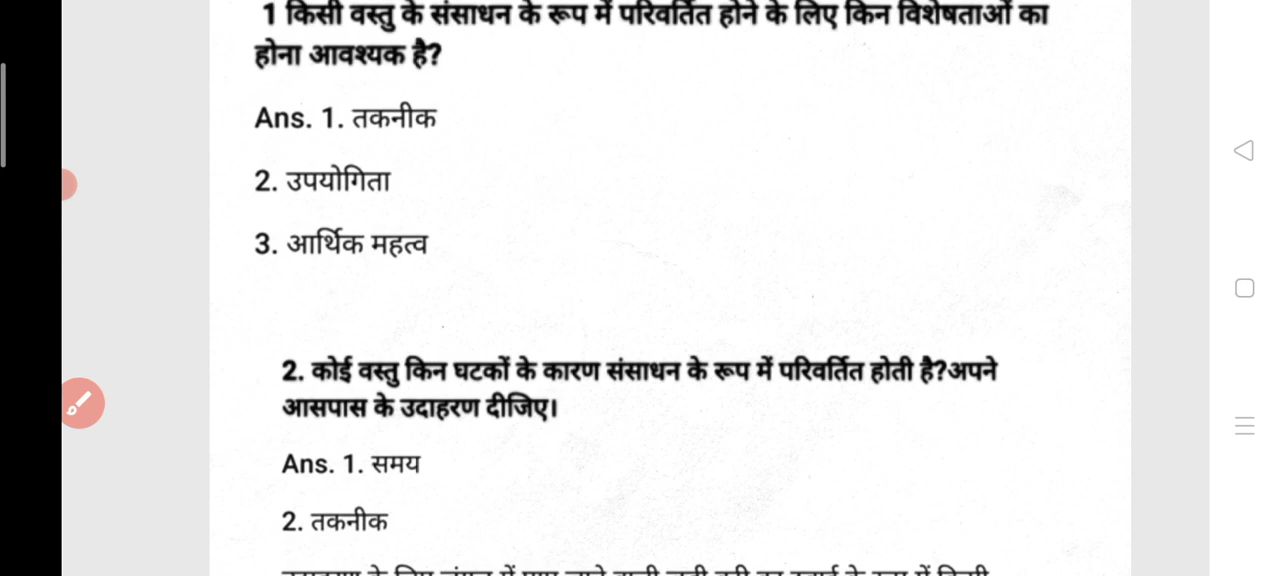 1 किसी वस्तु के संसाधन के रूप में परिवर्तित होने के लिए किन विशेषताओं का
होना आवश्यक है?
Ans. 1. तकनीक
2. उपयोगिता
3. आर्थिक महत्व
2. कोई वस्तु किन घटकों के कारण संसाधन के रूप में परिवर्तित होती है?अपने
आसपास के उदाहरण दीजिए।
Ans. 1. समय
2. तकनीक